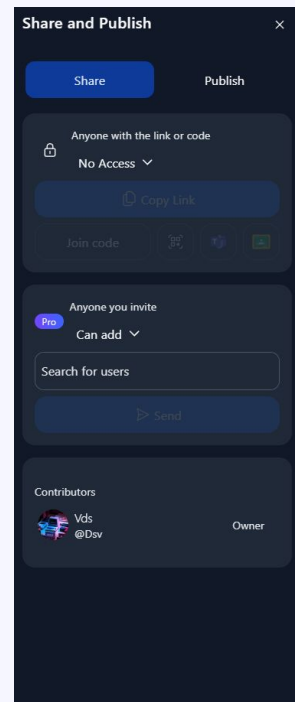 Share and Publish
Share
Publish
Anyone with the link or code
No Access
Copy Link
Join code
Anyone you invite
Pro
Can add
Search for users
Send
Contributors
Vds
@Dsv
Owner